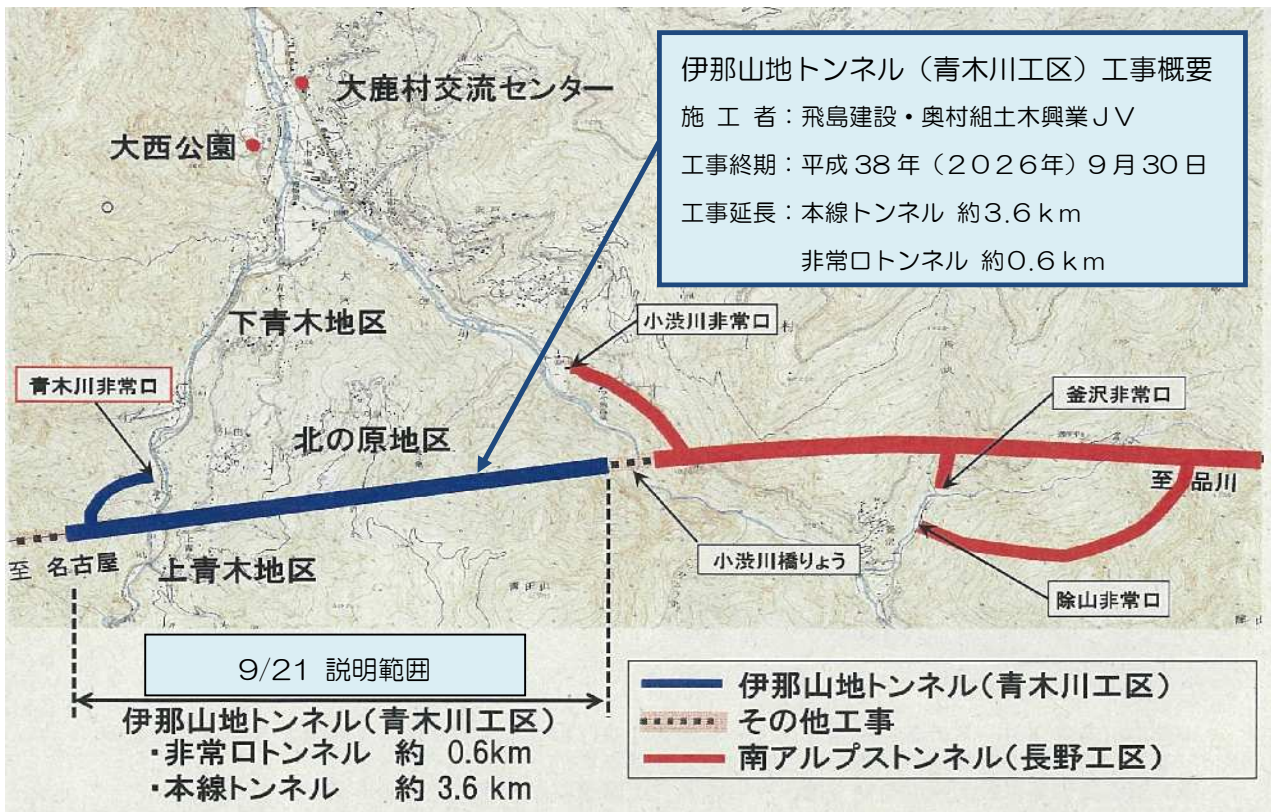 伊那山地トンネル（青木川工区）工事概要
施 工 者：飛島建設・奥村組土木興業ＪＶ
工事終期：平成 38 年（２０２６年）９月 30 日
工事延長：本線トンネル 約３.６ｋｍ
非常口トンネル 約０.６ｋｍ
大鹿村交流センター
大西公園
下青木地区
小渋川非常口
青木川非常口
釜沢非常口
北の原地区
至 品川
至 名古屋
上青木地区
小渋川橋りょう
除山非常口
9/21 説明範囲
伊那山地トンネル(青木川工区)
・非常口トンネル 約 0.6km
・本線トンネル 約 3.6 km
伊那山地トンネル(青木川工区)
その他工事
南アルプストンネル(長野工区)